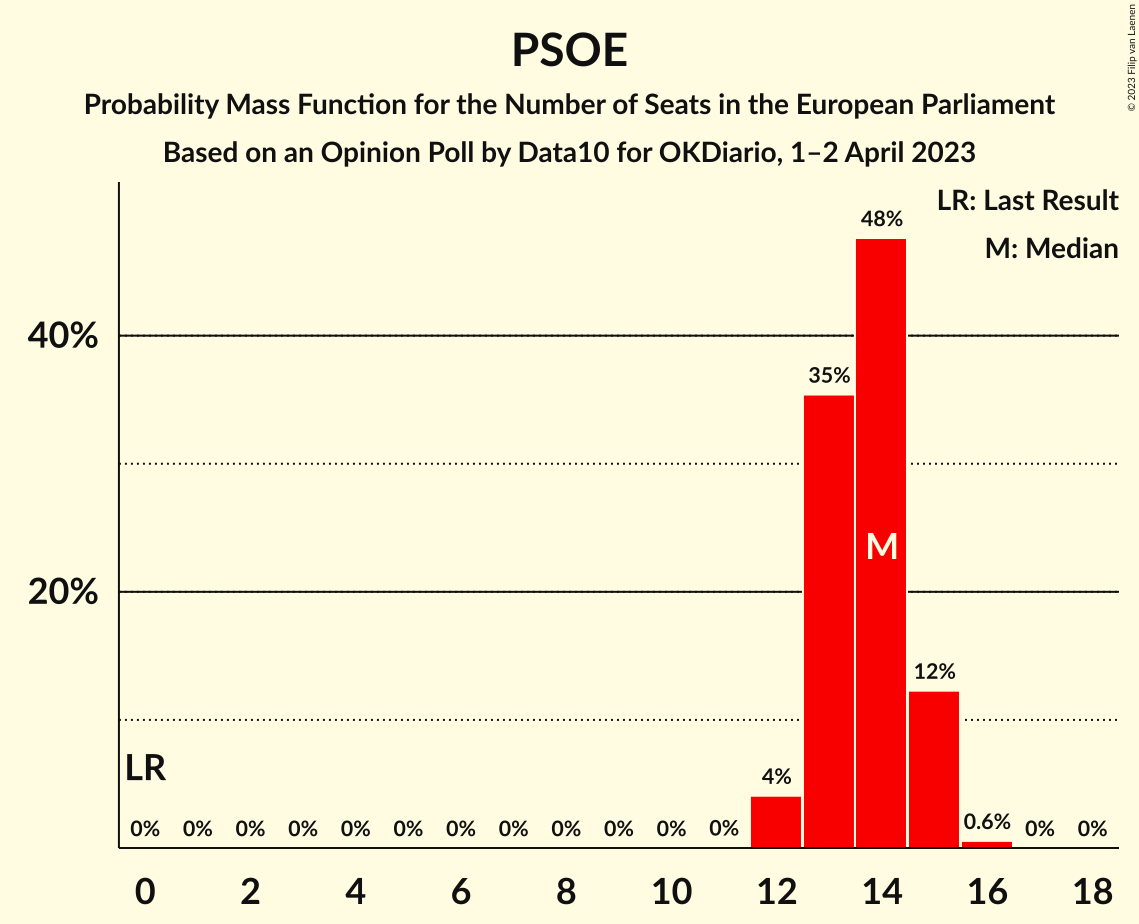 PSOE
Probability Mass Function for the Number of Seats in the European Parliament
Based on an Opinion Poll by Data10 for OKDiario, 1–2 April 2023
© 2023 Filip van Laenen
LR: Last Result
M: Median
48%
40%
35%
M
20%
12%
LR
4%
0% 0% 0% 0% 0% 0% 0% 0% 0% 0% 0% 0% 0.6% 0% 0%
0 2 4 6 8 10 12 14 16 18